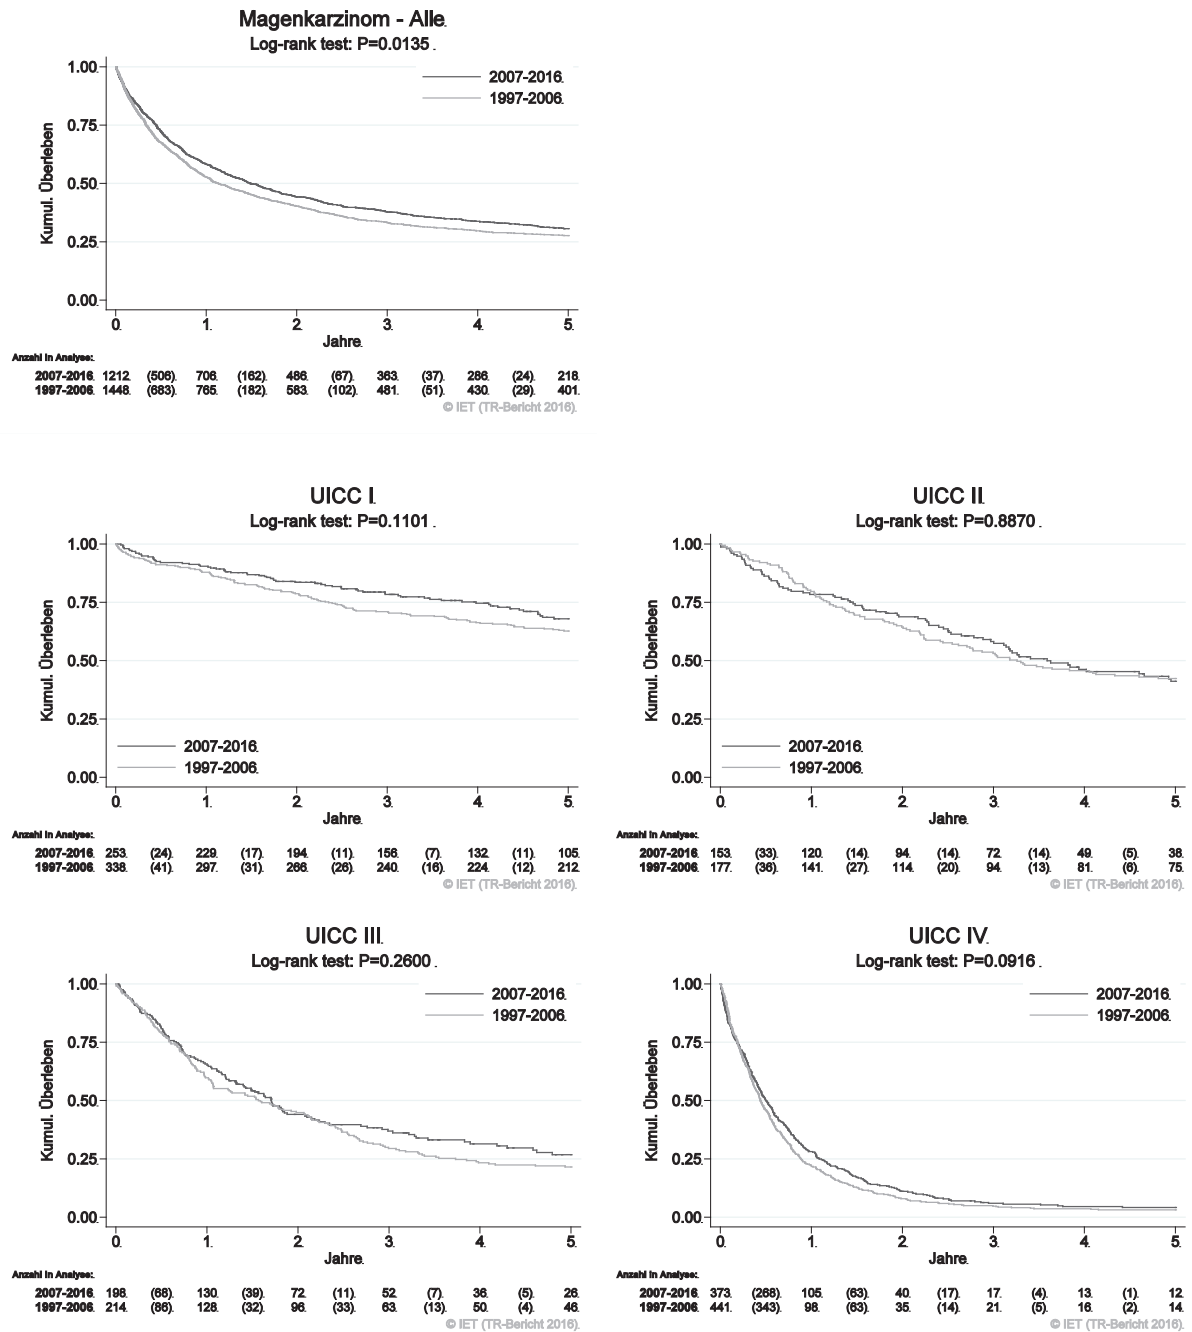 Magenkarzinom - Alle
Log-rank test: P=0.0135
2007-2016
1997-2006
1.00
0.75
0.50
0.25
0.00
Kumul. Überleben
0 1 2 3 4 5
Jahre
Anzahl in Analyse:
2007-2016 1212 (506) 706 (162) 486 (67) 363 (37) 286 (24) 218
1997-2006 1448 (683) 765 (182) 583 (102) 481 (51) 430 (29) 401
© IET (TR-Bericht 2016)
UICC I
Log-rank test: P=0.1101
1.00
0.75
0.50
0.25
0.00
Kumul. Überleben
2007-2016
1997-2006
0 1 2 3 4 5
Jahre
Anzahl in Analyse:
2007-2016 253 (24) 229 (17) 194 (11) 156 (7) 132 (11) 105
1997-2006 338 (41) 297 (31) 266 (26) 240 (16) 224 (12) 212
© IET (TR-Bericht 2016)
UICC II
Log-rank test: P=0.8870
1.00
0.75
0.50
0.25
0.00
Kumul. Überleben
2007-2016
1997-2006
0 1 2 3 4 5
Jahre
Anzahl in Analyse:
2007-2016 153 (33) 120 (14) 94 (14) 72 (14) 49 (5) 38
1997-2006 177 (36) 141 (27) 114 (20) 94 (13) 81 (6) 75
© IET (TR-Bericht 2016)
UICC III
Log-rank test: P=0.2600
2007-2016
1997-2006
1.00
0.75
0.50
0.25
0.00
Kumul. Überleben
0 1 2 3 4 5
Jahre
Anzahl in Analyse:
2007-2016 198 (68) 130 (39) 72 (11) 52 (7) 36 (5) 26
1997-2006 214 (86) 128 (32) 96 (33) 63 (13) 50 (4) 46
© IET (TR-Bericht 2016)
UICC IV
Log-rank test: P=0.0916
2007-2016
1997-2006
1.00
0.75
0.50
0.25
0.00
Kumul. Überleben
0 1 2 3 4 5
Jahre
Anzahl in Analyse:
2007-2016 373 (268) 105 (63) 40 (17) 17 (4) 13 (1) 12
1997-2006 441 (343) 98 (63) 35 (14) 21 (5) 16 (2) 14
© IET (TR-Bericht 2016)